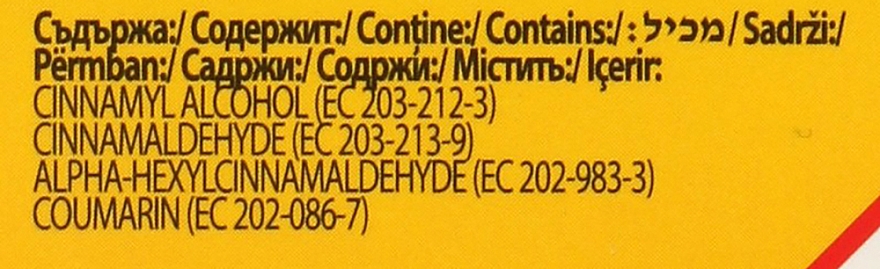 Съдържа:/ Содержит:/ Conține:/ Contains:/ מכיל:/ Sadrži:/
Përmban:/ Садржи:/ Содржи:/ Містить:/ Içerir:
CINNAMYL ALCOHOL (EC 203-212-3)
CINNAMALDEHYDE (EC 203-213-9)
ALPHA-HEXYLCINNAMALDEHYDE (EC 202-983-3)
COUMARIN (EC 202-086-7)